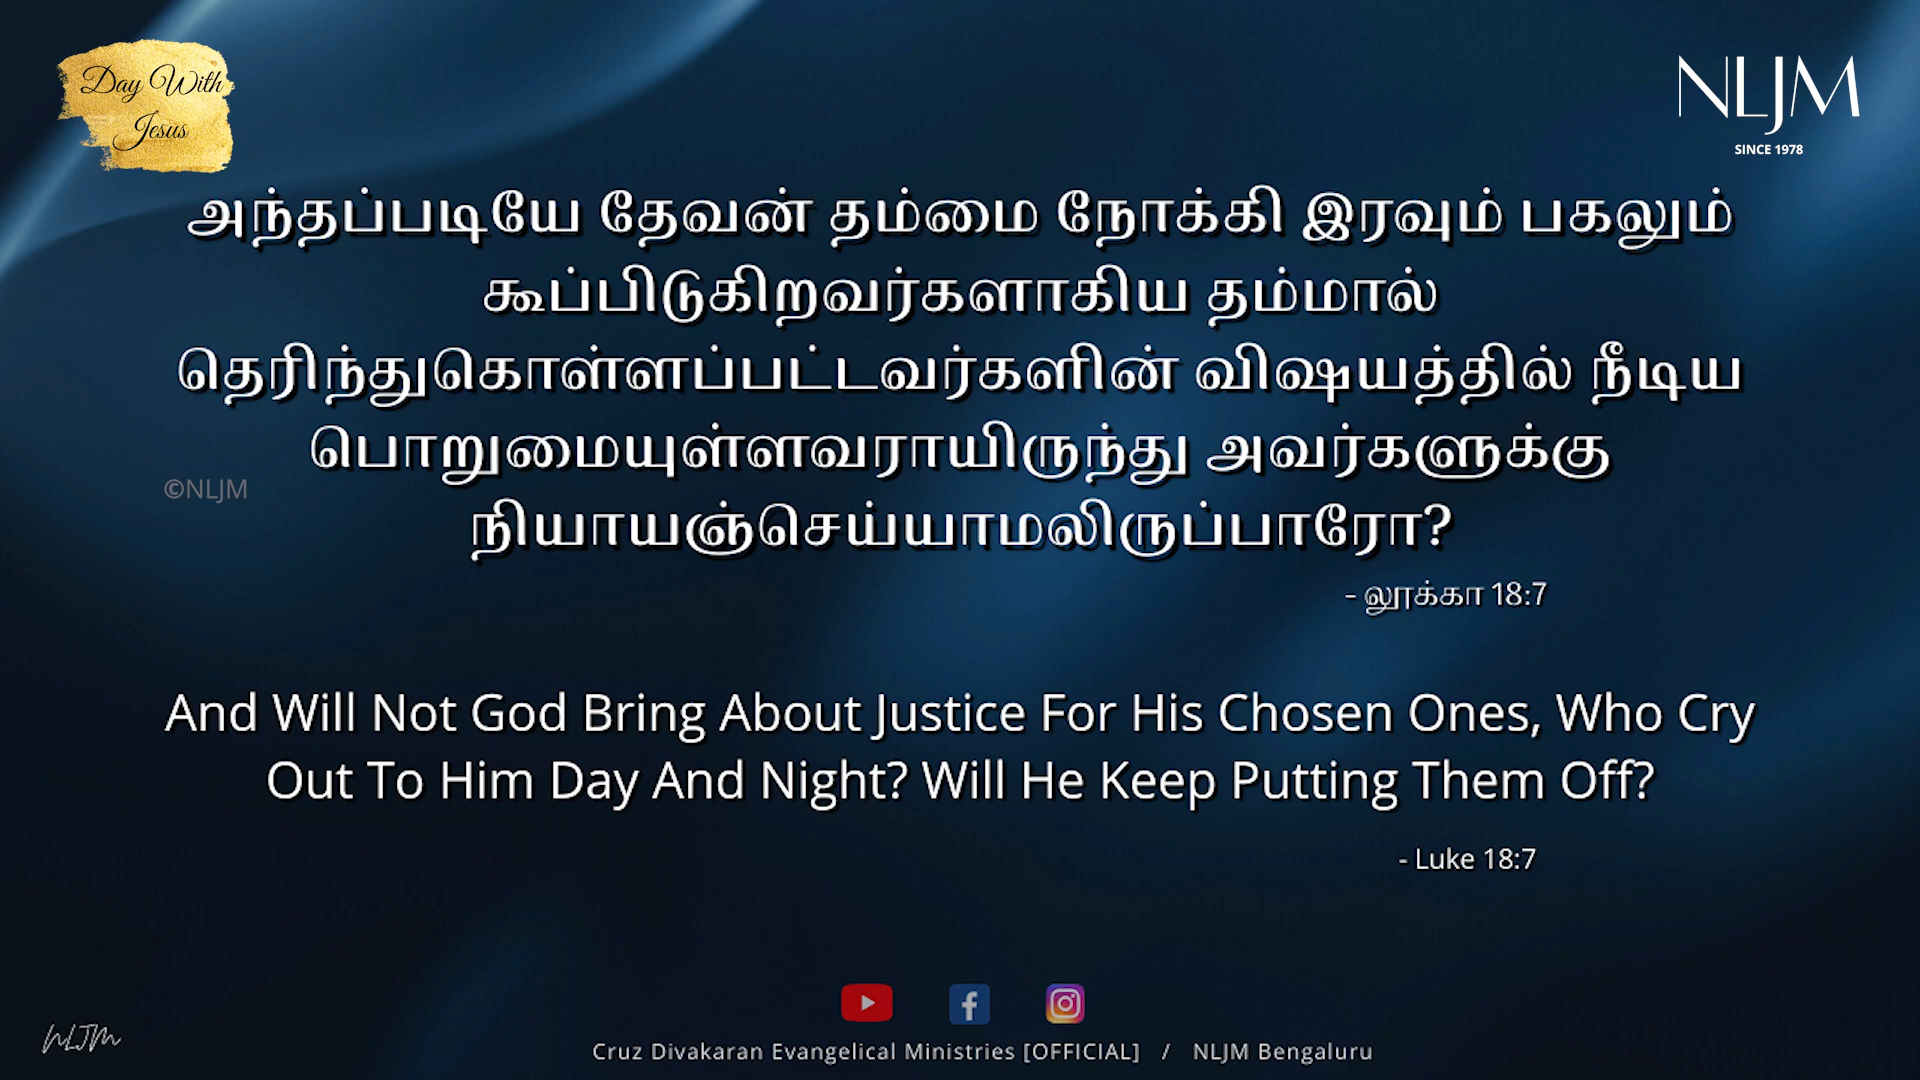 Day With
Jesus
NLJM
SINCE 1978
அந்தப்படியே தேவன் தம்மை நோக்கி இரவும் பகலும்
கூப்பிடுகிறவர்களாகிய தம்மால்
தெரிந்துகொள்ளப்பட்டவர்களின் விஷயத்தில் நீடிய
பொறுமையுள்ளவராயிருந்து அவர்களுக்கு
©NLJM
நியாயஞ்செய்யாமலிருப்பாரோ?
- லூக்கா 18:7
And Will Not God Bring About Justice For His Chosen Ones, Who Cry
Out To Him Day And Night? Will He Keep Putting Them Off?
- Luke 18:7
NLJM
Cruz Divakaran Evangelical Ministries [OFFICIAL] / NLJM Bengaluru